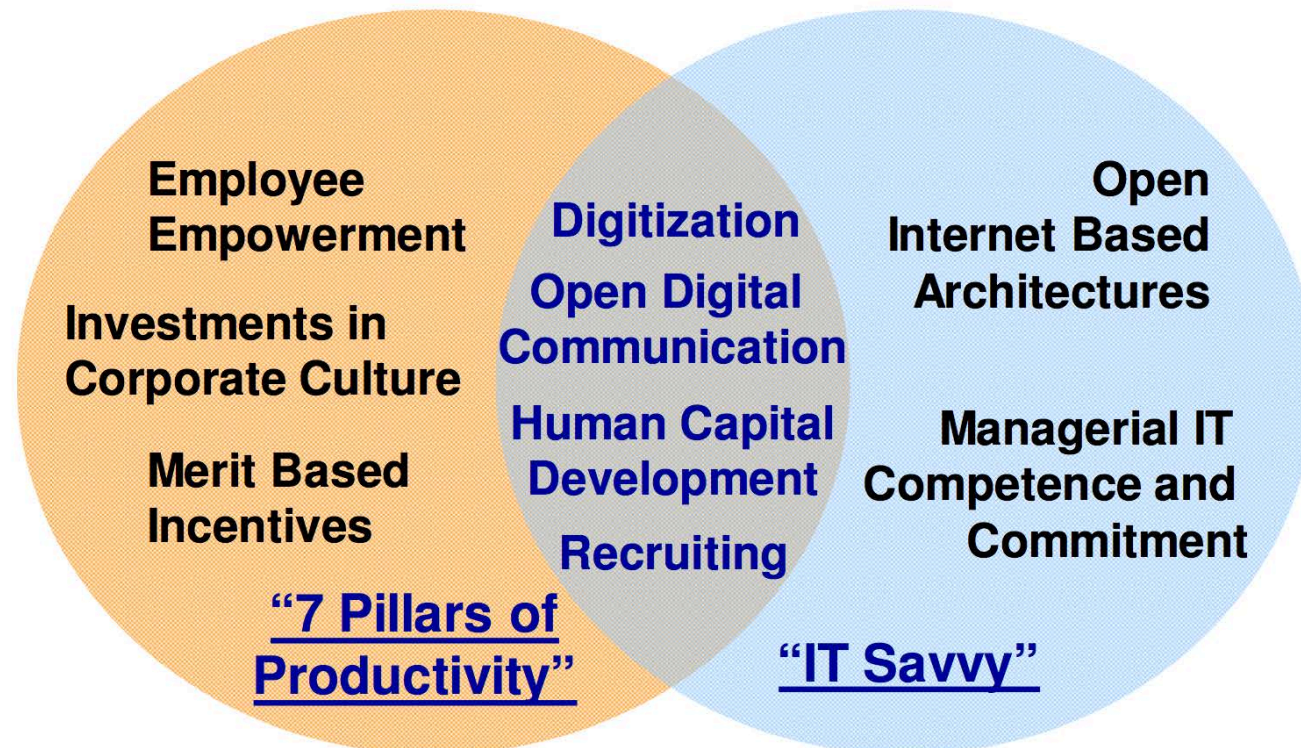 Employee
Empowerment
Investments in
Corporate Culture
Merit Based
Incentives
“7 Pillars of
Productivity”
Digitization
Open Digital
Communication
Human Capital
Development
Recruiting
Open
Internet Based
Architectures
Managerial IT
Competence and
Commitment
“IT Savvy”